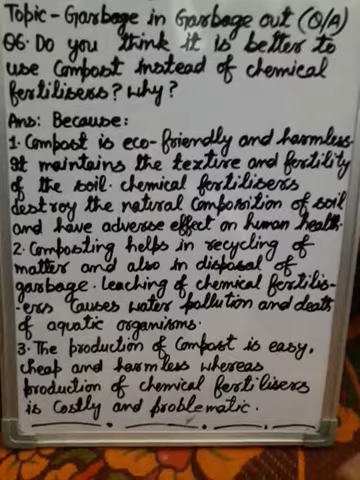 Topic - Garbage in Garbage out (Q/A)
Q6. Do you think it is better to
use Compost instead of chemical
fertilisers? Why?
Ans: Because:
1. Compost is eco-friendly and harmless.
It maintains the texture and fertility
of the soil. chemical fertilisers
destroy the natural Composition of soil
and have adverse effect on human health.
2. Composting helps in recycling of
matter and also in disposal of
garbage. Leaching of chemical fertilis-
-ers causes water pollution and death
of aquatic organisms.
3. The production of Compost is easy,
cheap and harmless whereas
production of chemical fertilisers
is Costly and problematic.